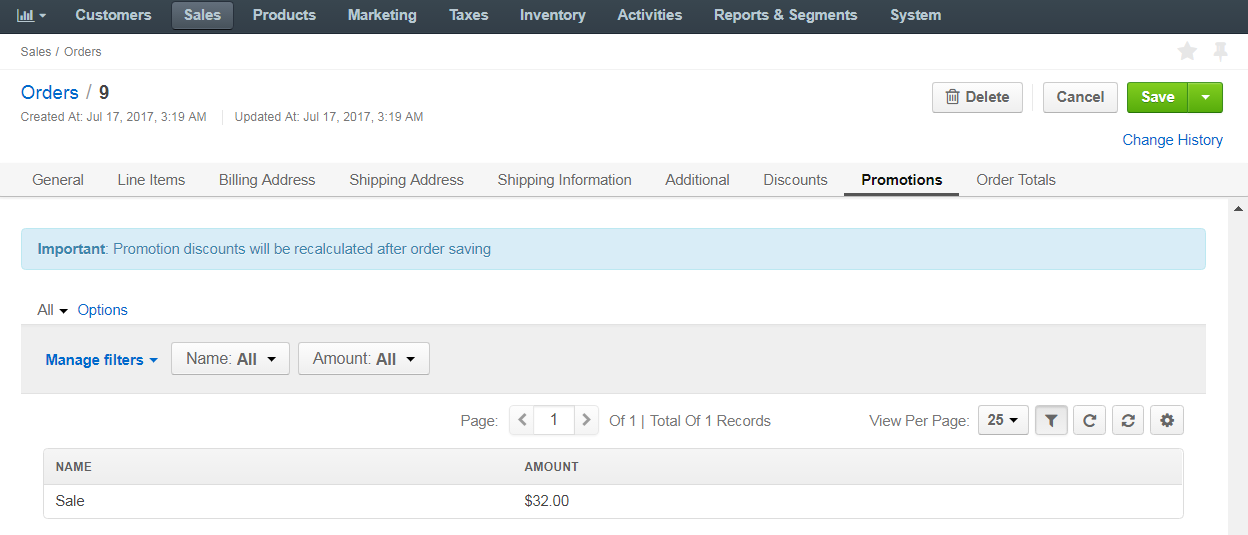 Customers Sales Products Marketing Taxes Inventory Activities Reports & Segments System
Sales / Orders
Orders / 9
Delete Cancel Save
Created At: Jul 17, 2017, 3:19 AM Updated At: Jul 17, 2017, 3:19 AM
Change History
General Line Items Billing Address Shipping Address Shipping Information Additional Discounts Promotions Order Totals
Important: Promotion discounts will be recalculated after order saving
All Options
Manage filters Name: All Amount: All
Page: 1 Of 1 | Total Of 1 Records View Per Page: 25
NAME AMOUNT
Sale $32.00